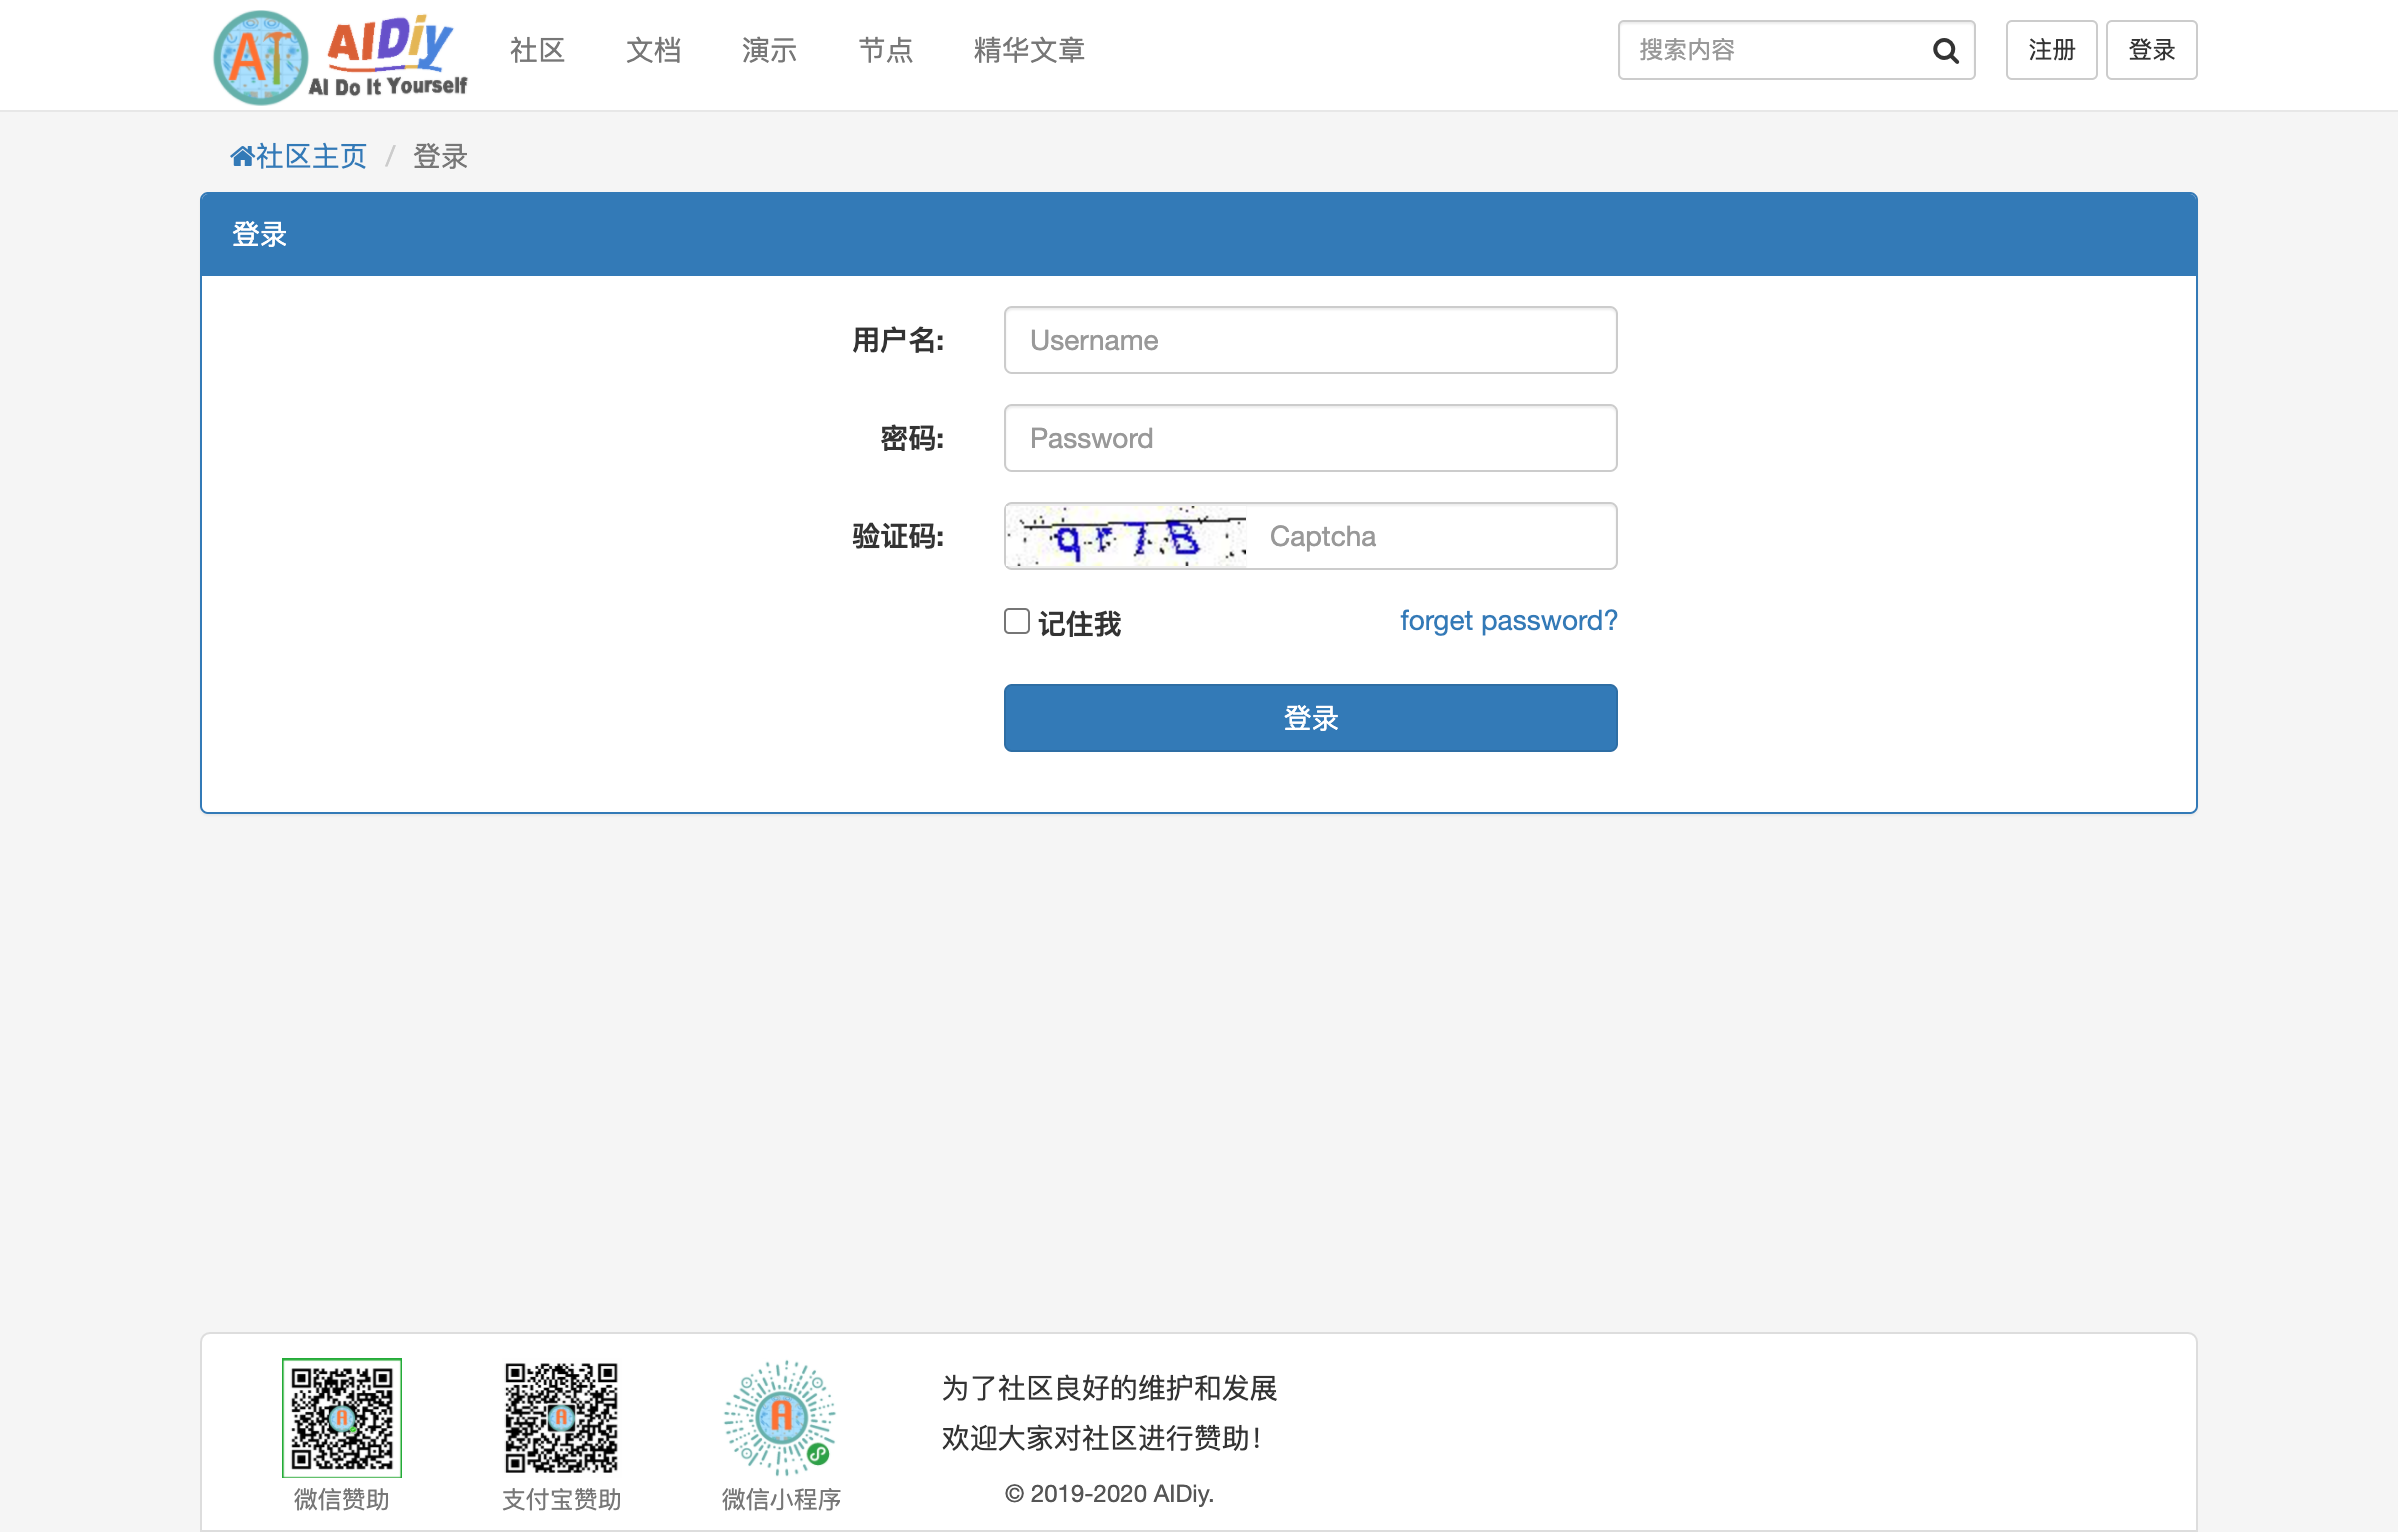 AIDiy
AI Do It Yourself
社区
文档
演示
节点
精华文章
搜索内容
注册
登录
社区主页 / 登录
登录
用户名:
Username
密码:
Password
验证码:
Captcha
记住我
forget password?
登录
微信赞助
支付宝赞助
微信小程序
为了社区良好的维护和发展
欢迎大家对社区进行赞助！
© 2019-2020 AIDiy.